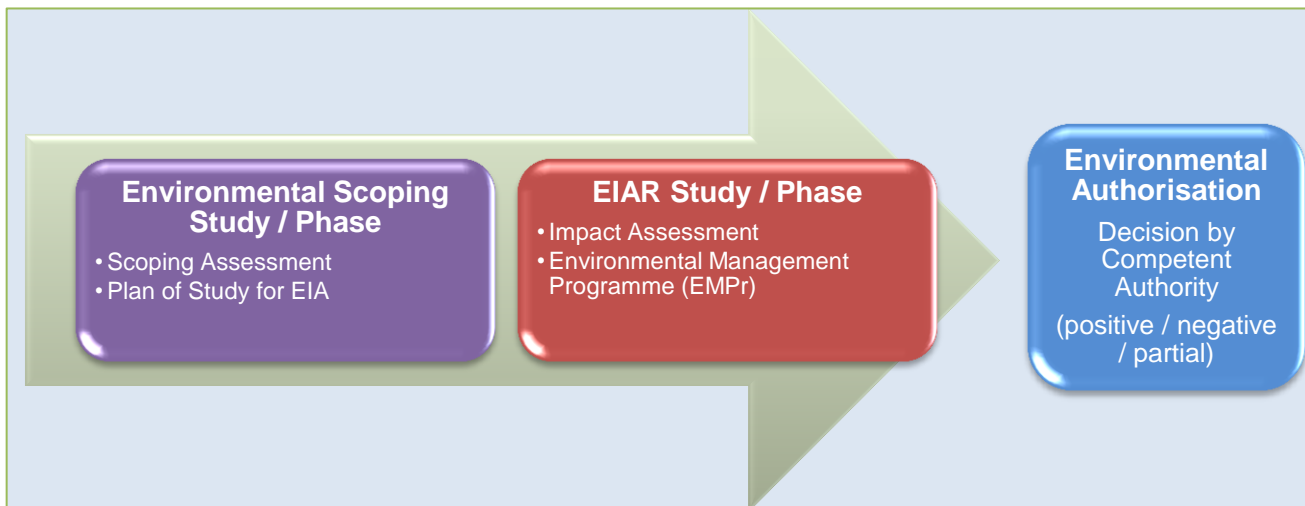 Environmental Scoping
Study / Phase
• Scoping Assessment
• Plan of Study for EIA
EIAR Study / Phase
• Impact Assessment
• Environmental Management
Programme (EMPr)
Environmental
Authorisation
Decision by
Competent
Authority
(positive / negative
/ partial)